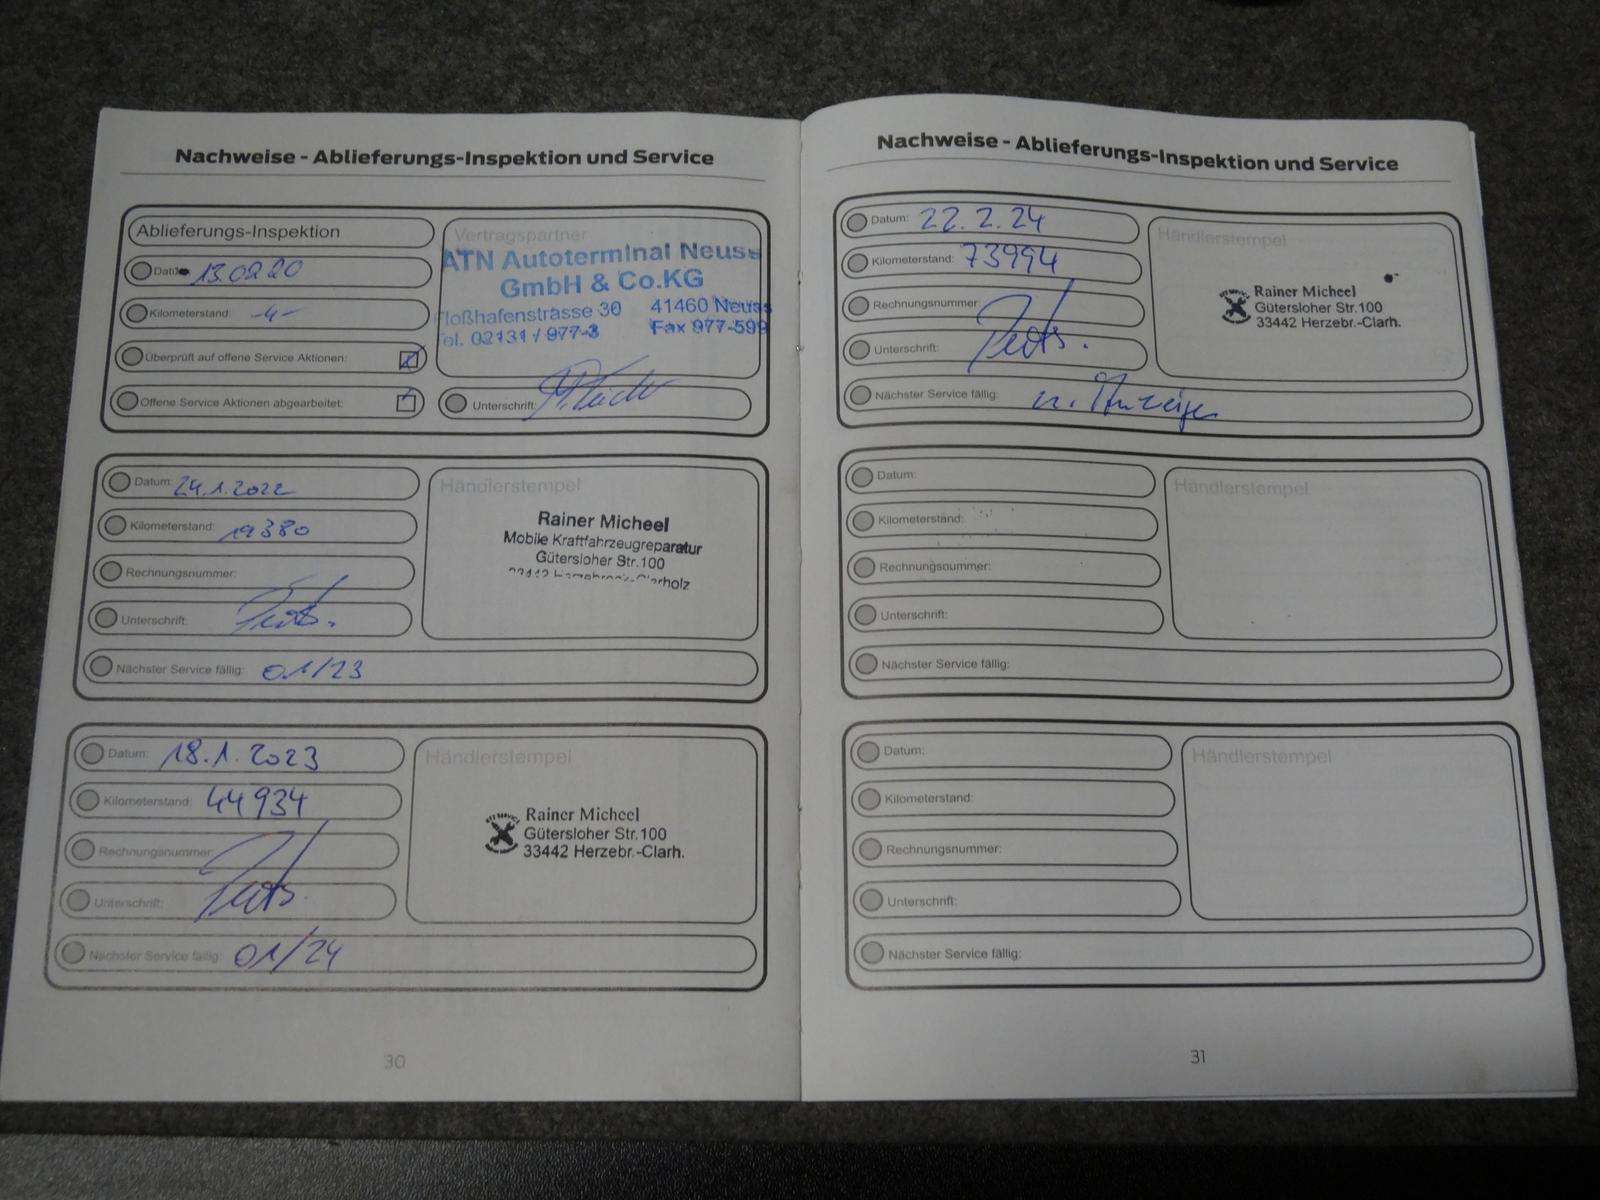 Nachweise - Ablieferungs-Inspektion und Service
Ablieferungs-Inspektion
Datum: 13.02.20
Kilometerstand: -4-
Überprüft auf offene Service Aktionen:
Offene Service Aktionen abgearbeitet:
Vertragspartner
ATN Autoterminal Neuss
GmbH & Co.KG
Floßhafenstrasse 30 41460 Neuss
Tel. 02131 / 977-3 Fax 977-599
Unterschrift:
Datum: 24.1.2022
Kilometerstand: 19380
Rechnungsnummer:
Unterschrift:
Nächster Service fällig: 01/23
Händlerstempel
Rainer Micheel
Mobile Kraftfahrzeugreparatur
Gütersloher Str.100
33442 Herzebrock-Clarholz
Datum: 18.1.2023
Kilometerstand: 44934
Rechnungsnummer:
Unterschrift:
Nächster Service fällig: 01/24
Händlerstempel
Rainer Micheel
Gütersloher Str.100
33442 Herzebr.-Clarh.
30
Nachweise - Ablieferungs-Inspektion und Service
Datum: 22.2.24
Kilometerstand: 73994
Rechnungsnummer
Unterschrift:
Nächster Service fällig: n. Anzeige
Händlerstempel
Rainer Micheel
Gütersloher Str.100
33442 Herzebr.-Clarh.
Datum:
Kilometerstand:
Rechnungsnummer:
Unterschrift:
Nächster Service fällig:
Händlerstempel
Datum:
Kilometerstand:
Rechnungsnummer:
Unterschrift:
Nächster Service fällig:
Händlerstempel
31